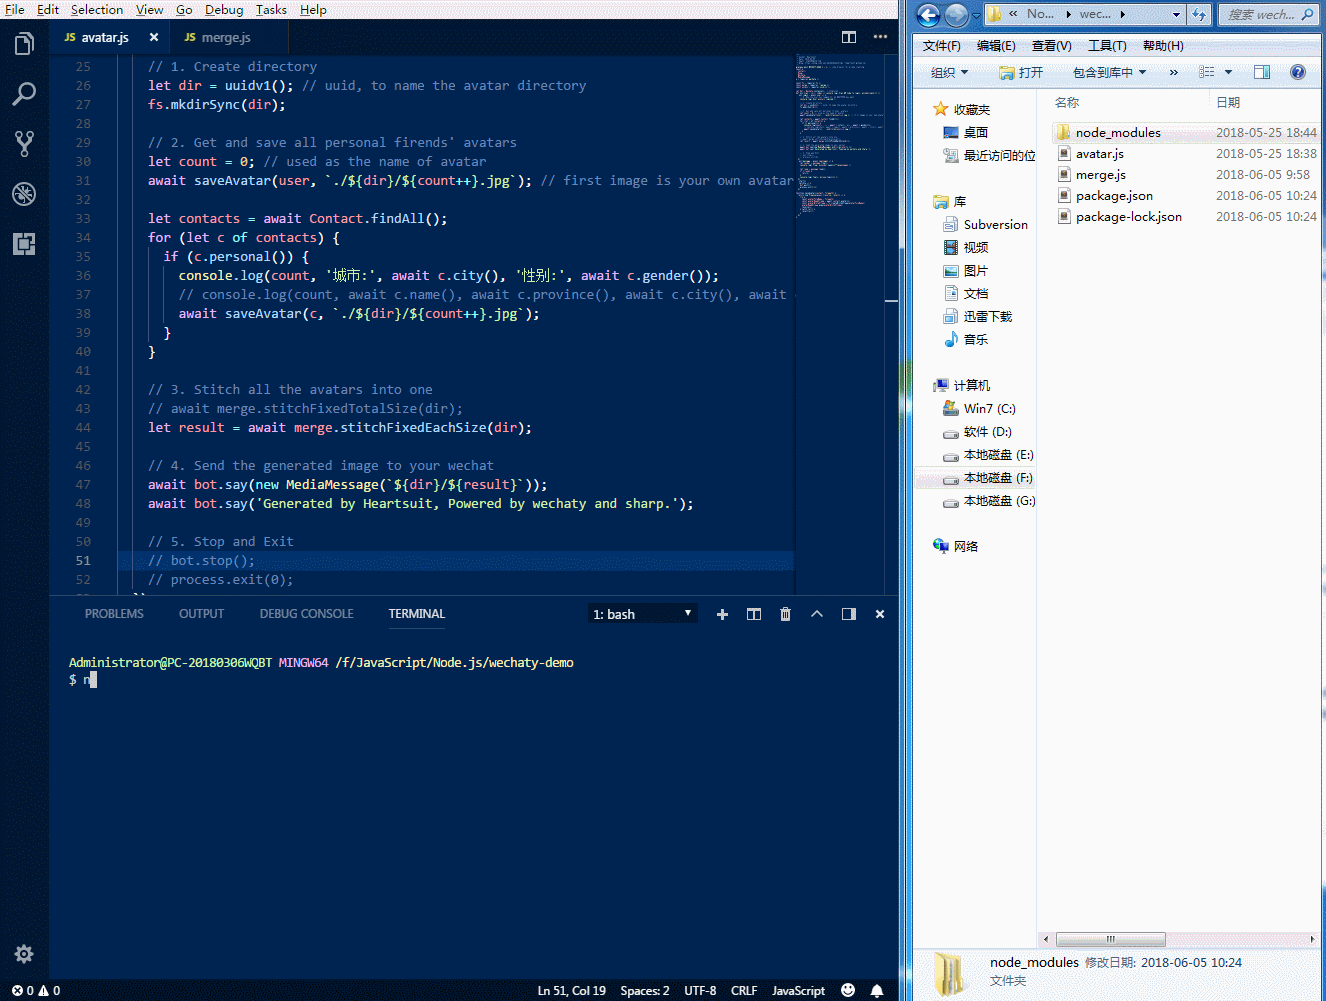 File Edit Selection View Go Debug Tasks Help
JS avatar.js × JS merge.js
25 // 1. Create directory
26 let dir = uuidv1(); // uuid, to name the avatar directory
27 fs.mkdirSync(dir);
28
29 // 2. Get and save all personal firends' avatars
30 let count = 0; // used as the name of avatar
31 await saveAvatar(user, `./${dir}/${count++}.jpg`); // first image is your own avatar
32
33 let contacts = await Contact.findAll();
34 for (let c of contacts) {
35 if (c.personal()) {
36 console.log(count, '城市:', await c.city(), '性别:', await c.gender());
37 // console.log(count, await c.name(), await c.province(), await c.city(), await
38 await saveAvatar(c, `./${dir}/${count++}.jpg`);
39 }
40 }
41
42 // 3. Stitch all the avatars into one
43 // await merge.stitchFixedTotalSize(dir);
44 let result = await merge.stitchFixedEachSize(dir);
45
46 // 4. Send the generated image to your wechat
47 await bot.say(new MediaMessage(`${dir}/${result}`));
48 await bot.say('Generated by Heartsuit, Powered by wechaty and sharp.');
49
50 // 5. Stop and Exit
51 // bot.stop();
52 // process.exit(0);
PROBLEMS OUTPUT DEBUG CONSOLE TERMINAL 1: bash
Administrator@PC-20180306WQBT MINGW64 /f/JavaScript/Node.js/wechaty-demo
$ n
0 0 Ln 51, Col 19 Spaces: 2 UTF-8 CRLF JavaScript
« No... wec... 搜索 wech...
文件(F) 编辑(E) 查看(V) 工具(T) 帮助(H)
组织 打开 包含到库中 »
收藏夹
桌面
最近访问的位
库
Subversion
视频
图片
文档
迅雷下载
音乐
计算机
Win7 (C:)
软件 (D:)
本地磁盘 (E:)
本地磁盘 (F:)
本地磁盘 (G:)
网络
名称 日期
node_modules 2018-05-25 18:44
avatar.js 2018-05-25 18:38
merge.js 2018-06-05 9:58
package.json 2018-06-05 10:24
package-lock.json 2018-06-05 10:24
node_modules 修改日期: 2018-06-05 10:24
文件夹